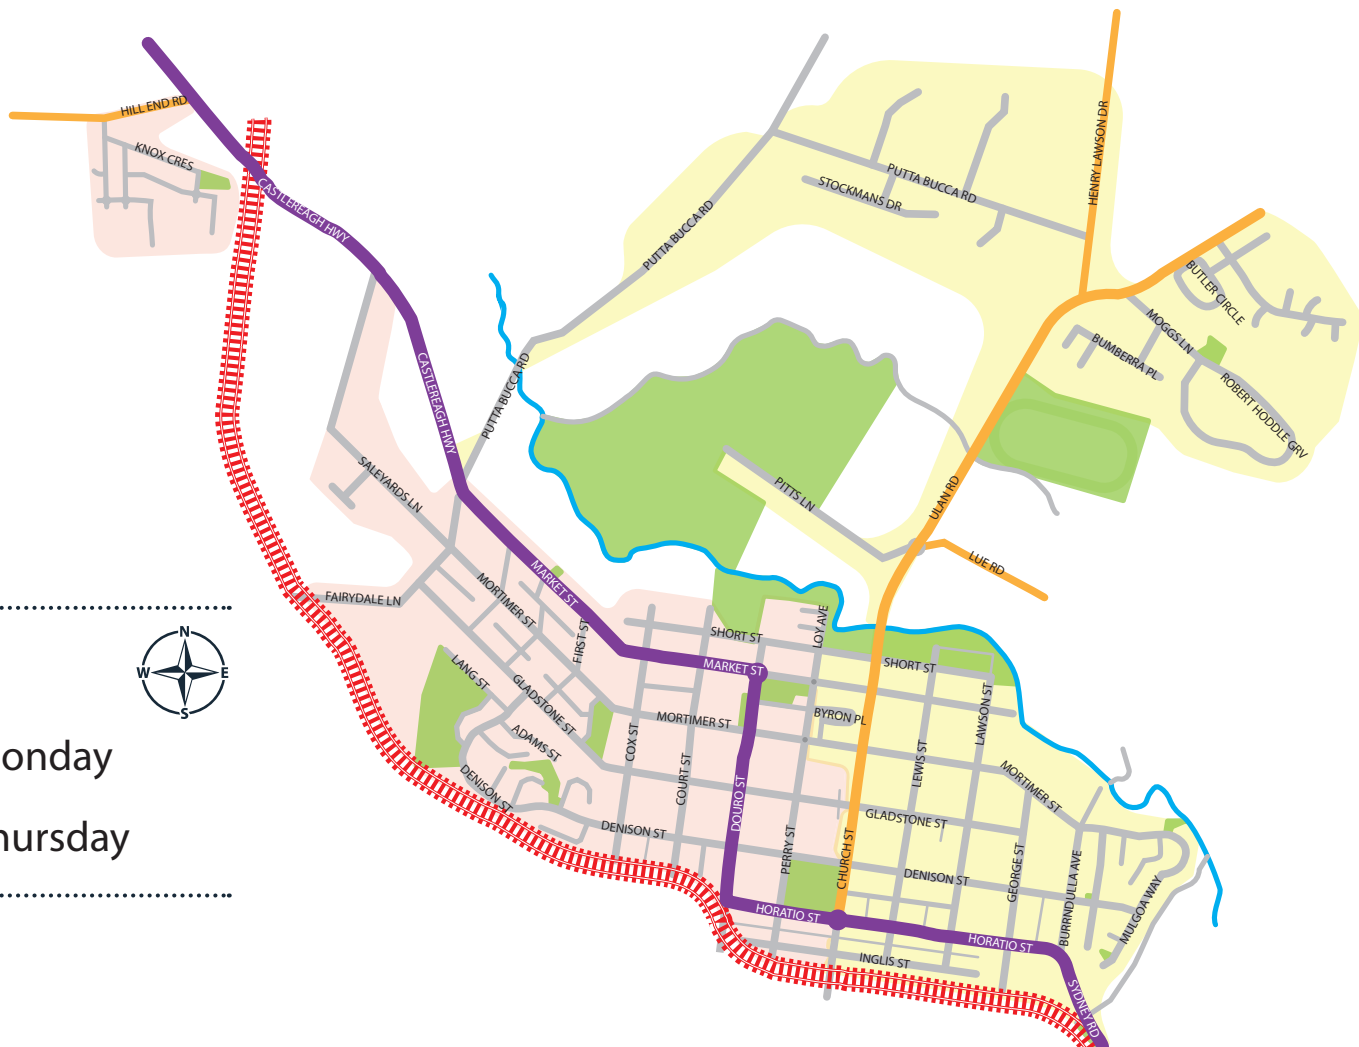 HILL END RD
KNOX CRES
CASTLEREAGH HWY
HENRY LAWSON DR
PUTTA BUCCA RD
STOCKMANS DR
PUTTA BUCCA RD
BUTLER CIRCLE
MOGGS LN
BUMBERRA PL
ROBERT HODDLE GRV
CASTLEREAGH HWY
PUTTA BUCCA RD
SALEYARDS LN
PITTS LN
ULAN RD
LUE RD
MARKET ST
FAIRYDALE LN
MORTIMER ST
FIRST ST
SHORT ST
LOY AVE
MARKET ST
SHORT ST
N
W
E
S
LANG ST
GLADSTONE ST
ADAMS ST
COX ST
MORTIMER ST
BYRON PL
LAWSON ST
onday
COURT ST
LEWIS ST
MORTIMER ST
DENISON ST
DOURO ST
hursday
DENISON ST
PERRY ST
CHURCH ST
GLADSTONE ST
DENISON ST
GEORGE ST
BURRNDULLA AVE
MULGOA WAY
HORATIO ST
HORATIO ST
INGLIS ST
SYDNEY RD